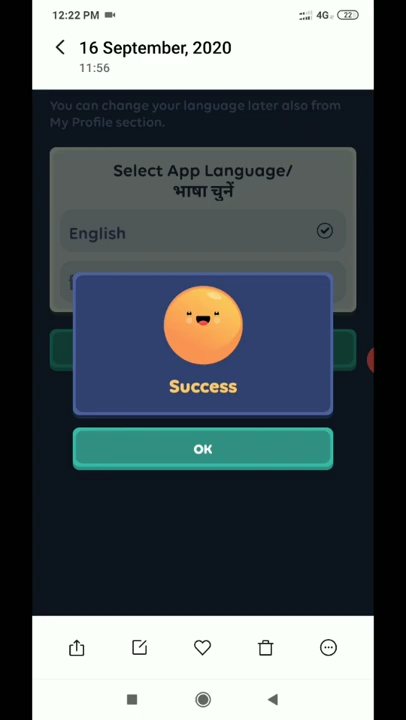 12:22 PM 4G 22
16 September, 2020
11:56
You can change your language later also from
My Profile section.
Select App Language/
भाषा चुनें
English
Success
OK